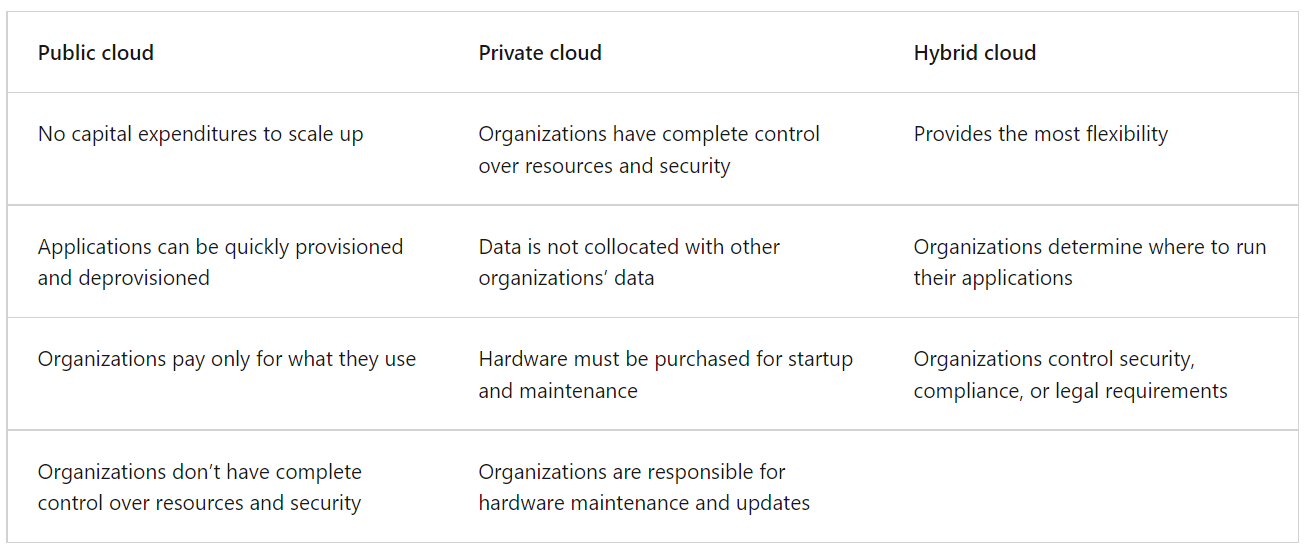 Public cloud
Private cloud
Hybrid cloud
No capital expenditures to scale up
Organizations have complete control
over resources and security
Provides the most flexibility
Applications can be quickly provisioned
and deprovisioned
Data is not collocated with other
organizations’ data
Organizations determine where to run
their applications
Organizations pay only for what they use
Hardware must be purchased for startup
and maintenance
Organizations control security,
compliance, or legal requirements
Organizations don’t have complete
control over resources and security
Organizations are responsible for
hardware maintenance and updates